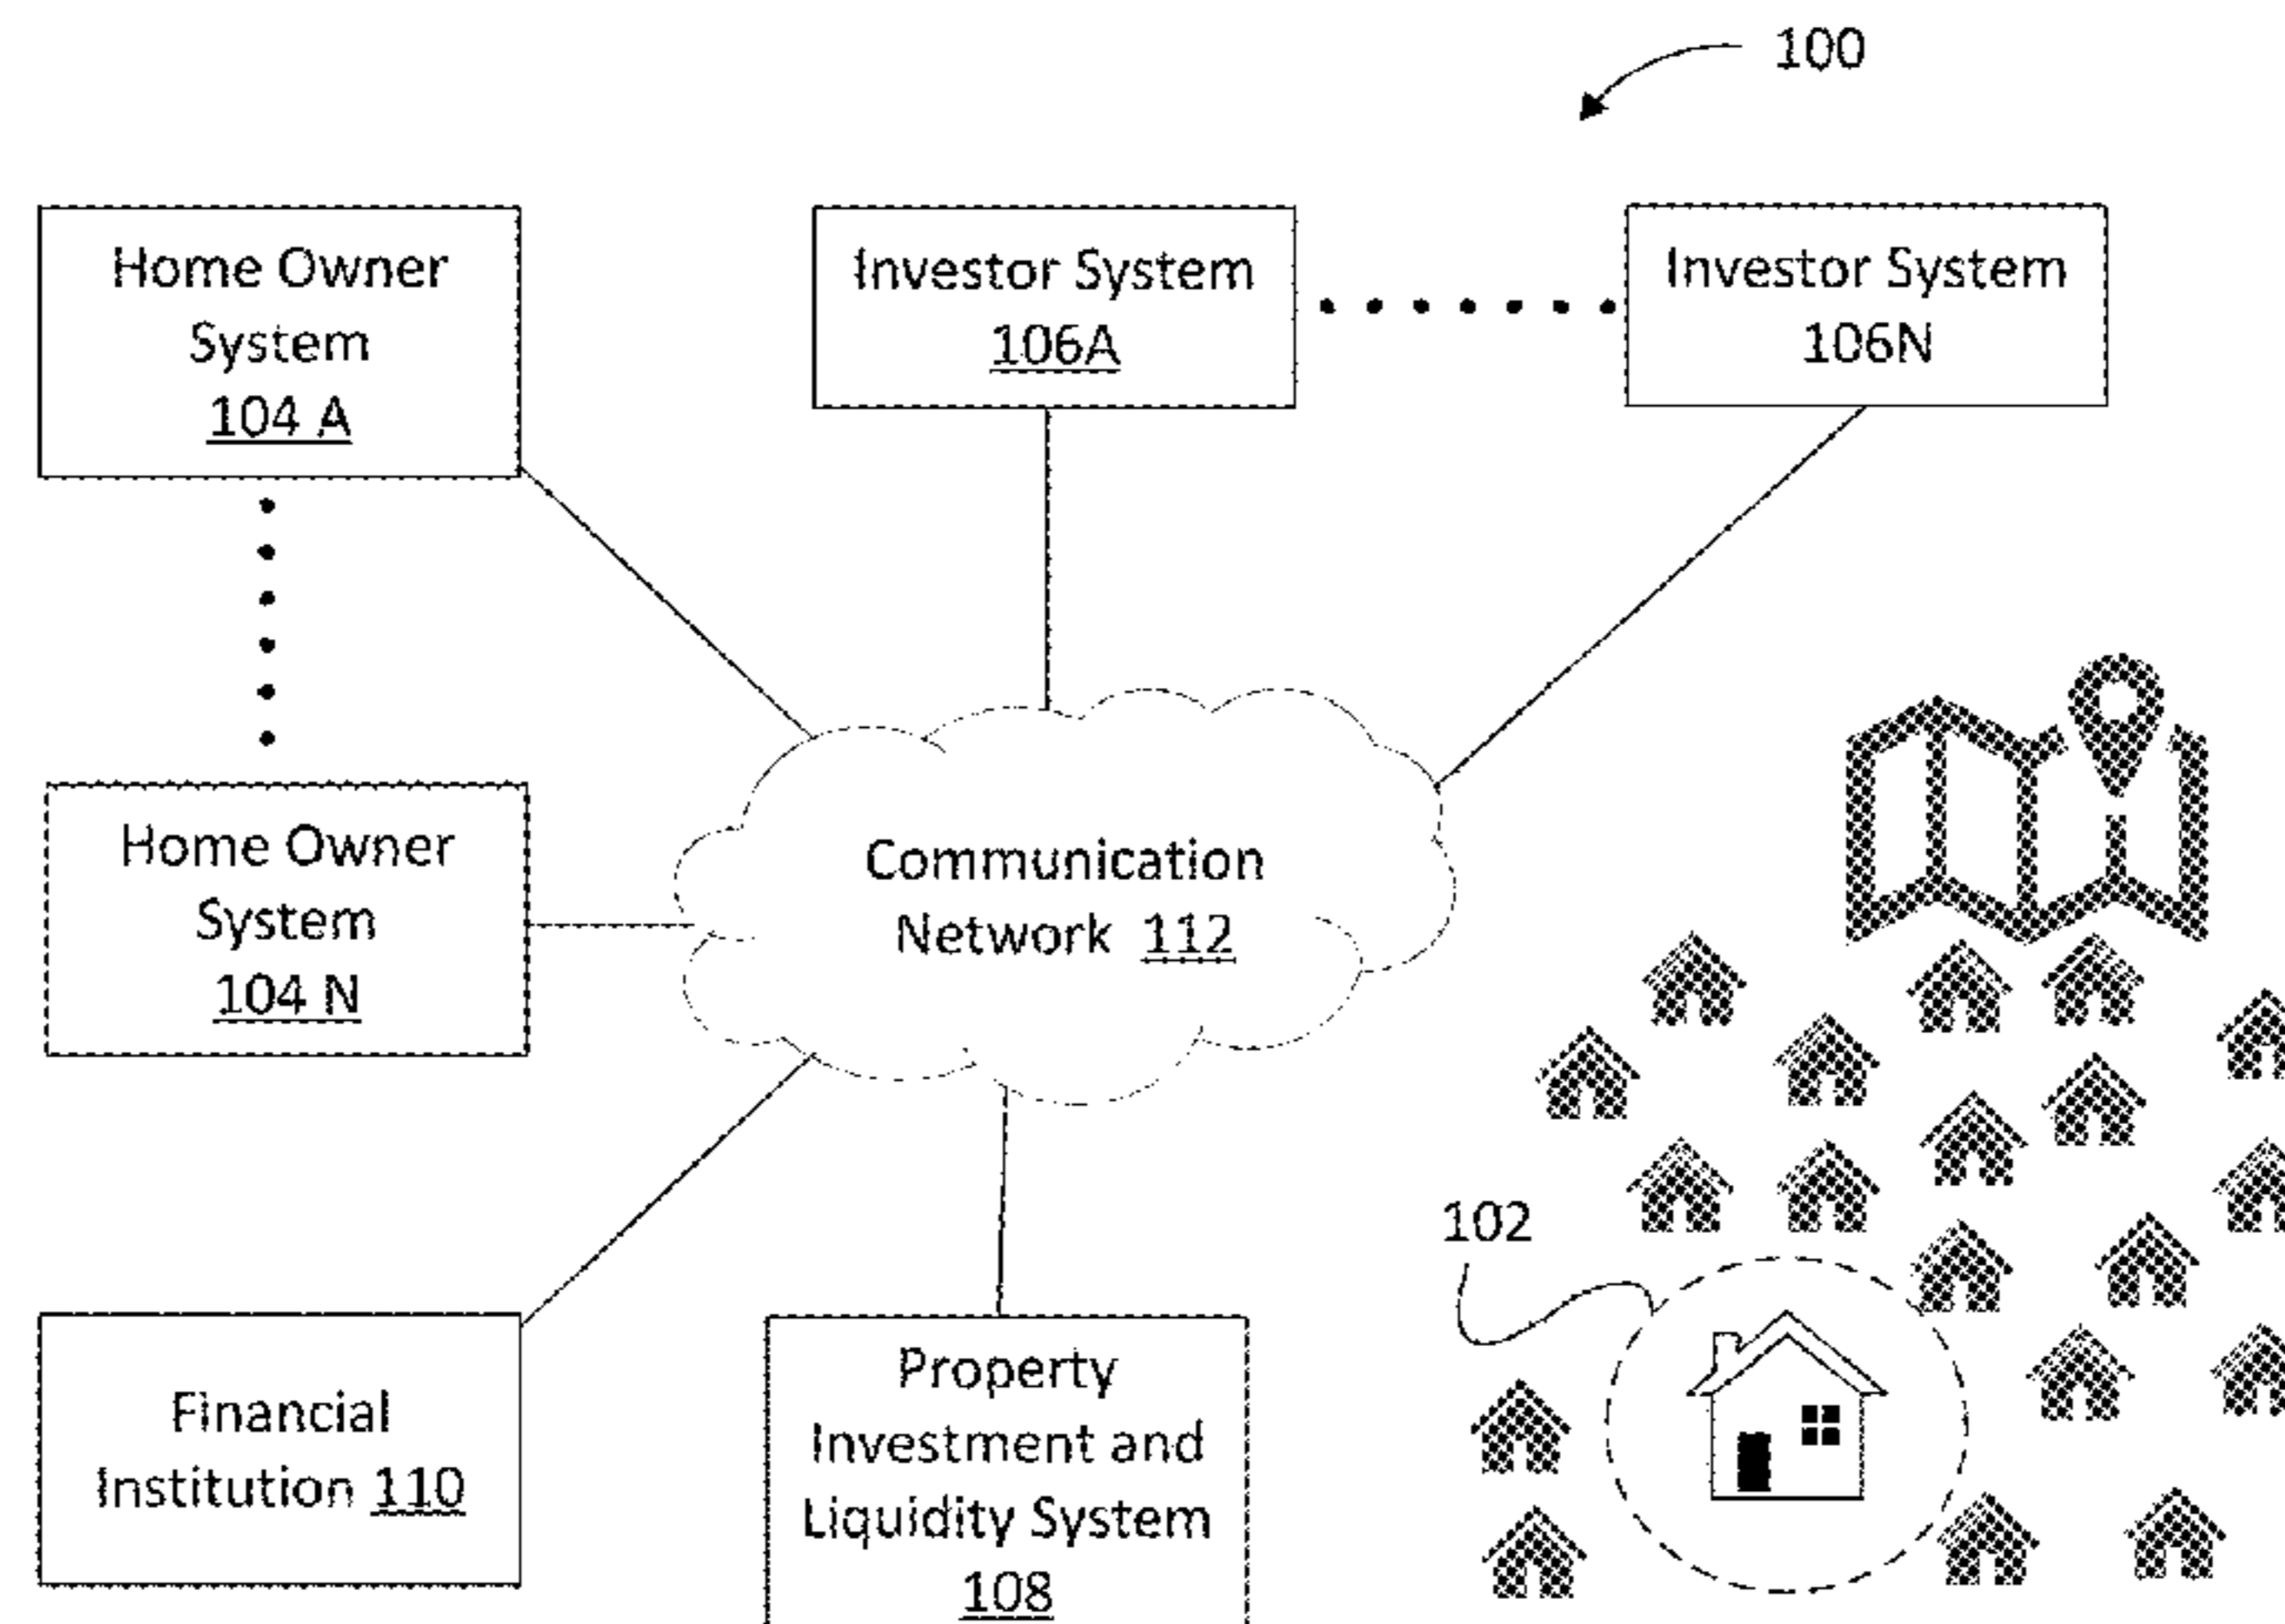 100
Home Owner
System
104 A
Investor System
106A
Investor System
106N
Home Owner
System
104 N
Communication
Network 112
102
Financial
Institution 110
Property
Investment and
Liquidity System
108